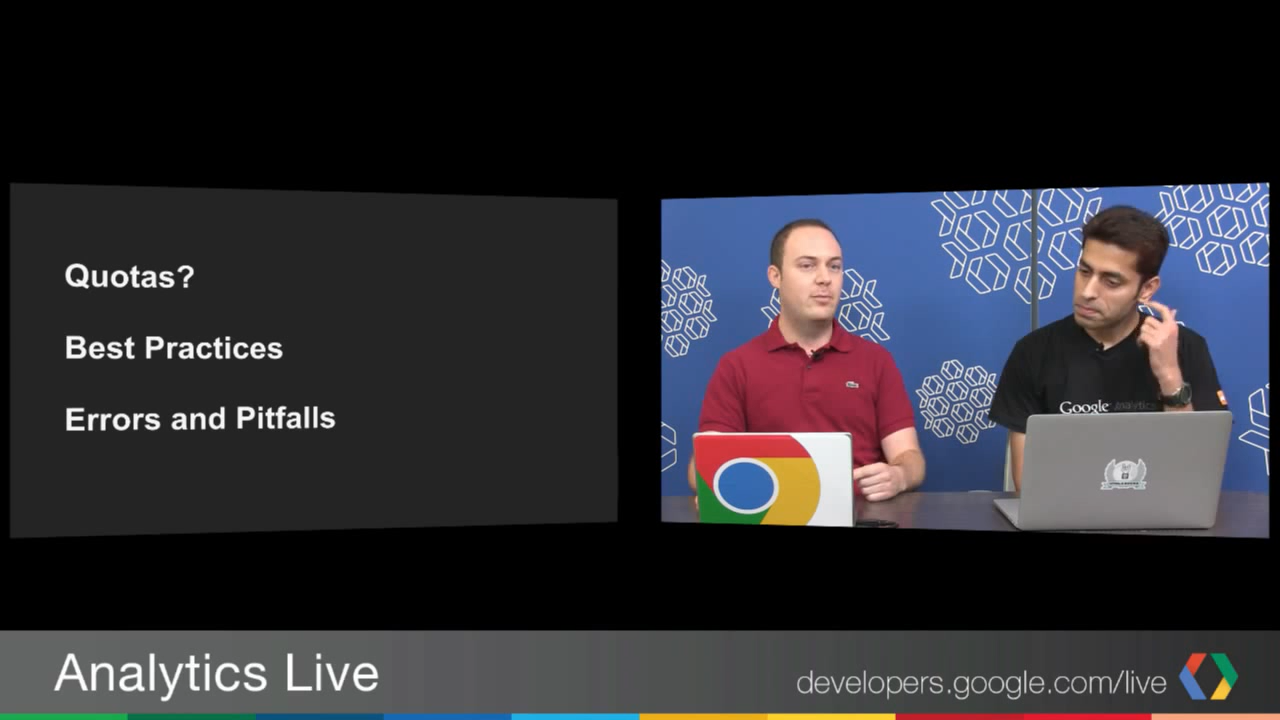 Quotas?
Best Practices
Errors and Pitfalls
Google Analytics
Analytics Live
developers.google.com/live